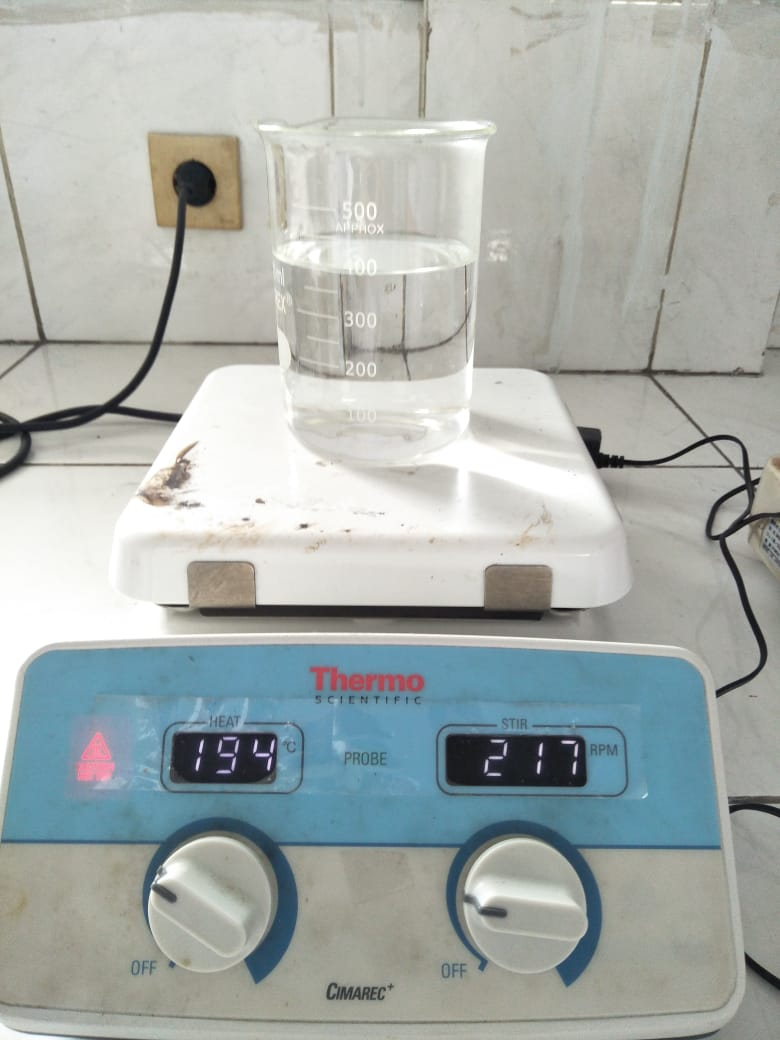 500
APPROX
400
300
200
100
Thermo
SCIENTIFIC
HEAT
194 °C
PROBE
STIR
217 RPM
OFF
OFF
CIMAREC+